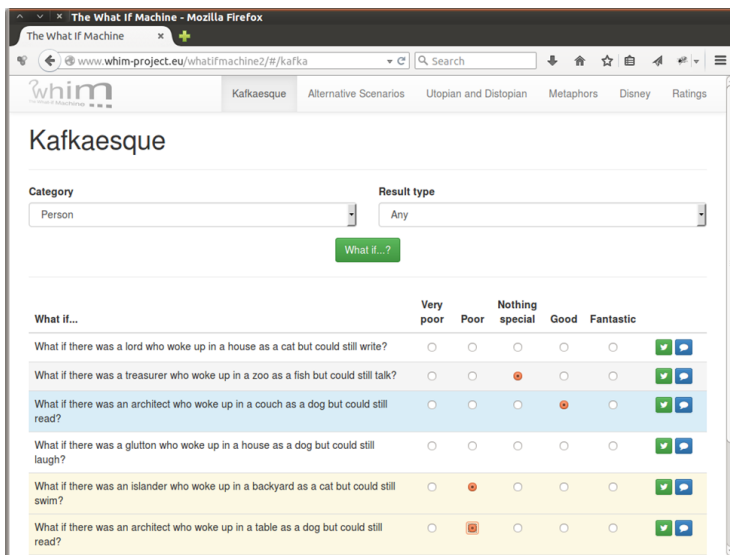 The What If Machine - Mozilla Firefox
The What If Machine
www.whim-project.eu/whatifmachine2/#/kafka
Search
whim
The What If Machine
Kafkaesque
Alternative Scenarios
Utopian and Distopian
Metaphors
Disney
Ratings
Kafkaesque
Category
Result type
Person
Any
What if...?
What if...
Very
poor
Poor
Nothing
special
Good
Fantastic
What if there was a lord who woke up in a house as a cat but could still write?
What if there was a treasurer who woke up in a zoo as a fish but could still talk?
What if there was an architect who woke up in a couch as a dog but could still
read?
What if there was a glutton who woke up in a house as a dog but could still
laugh?
What if there was an islander who woke up in a backyard as a cat but could still
swim?
What if there was an architect who woke up in a table as a dog but could still
read?